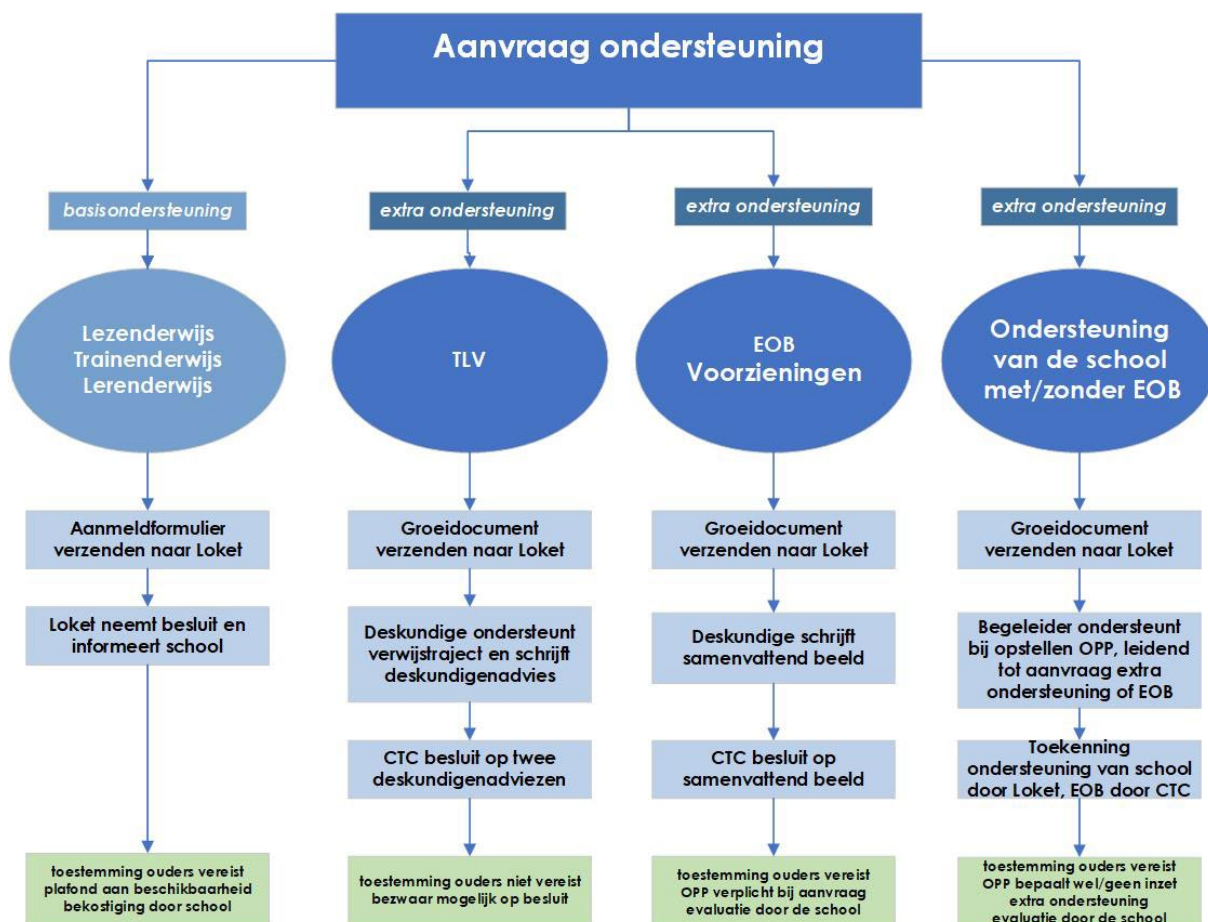 Aanvraag ondersteuning
basisondersteuning
extra ondersteuning
extra ondersteuning
extra ondersteuning
Lezenderwijs
Trainenderwijs
Lerenderwijs
TLV
EOB
Voorzieningen
Ondersteuning
van de school
met/zonder EOB
Aanmeldformulier
verzenden naar Loket
Groeidocument
verzenden naar Loket
Groeidocument
verzenden naar Loket
Groeidocument
verzenden naar Loket
Loket neemt besluit en
informeert school
Deskundige ondersteunt
verwijstraject en schrijft
deskundigenadvies
Deskundige schrijft
samenvattend beeld
Begeleider ondersteunt
bij opstellen OPP, leidend
tot aanvraag extra
ondersteuning of EOB
CTC besluit op twee
deskundigenadviezen
CTC besluit op
samenvattend beeld
Toekenning
ondersteuning van school
door Loket, EOB door CTC
toestemming ouders vereist
plafond aan beschikbaarheid
bekostiging door school
toestemming ouders niet vereist
bezwaar mogelijk op besluit
toestemming ouders vereist
OPP verplicht bij aanvraag
evaluatie door de school
toestemming ouders vereist
OPP bepaalt wel/geen inzet
extra ondersteuning
evaluatie door de school